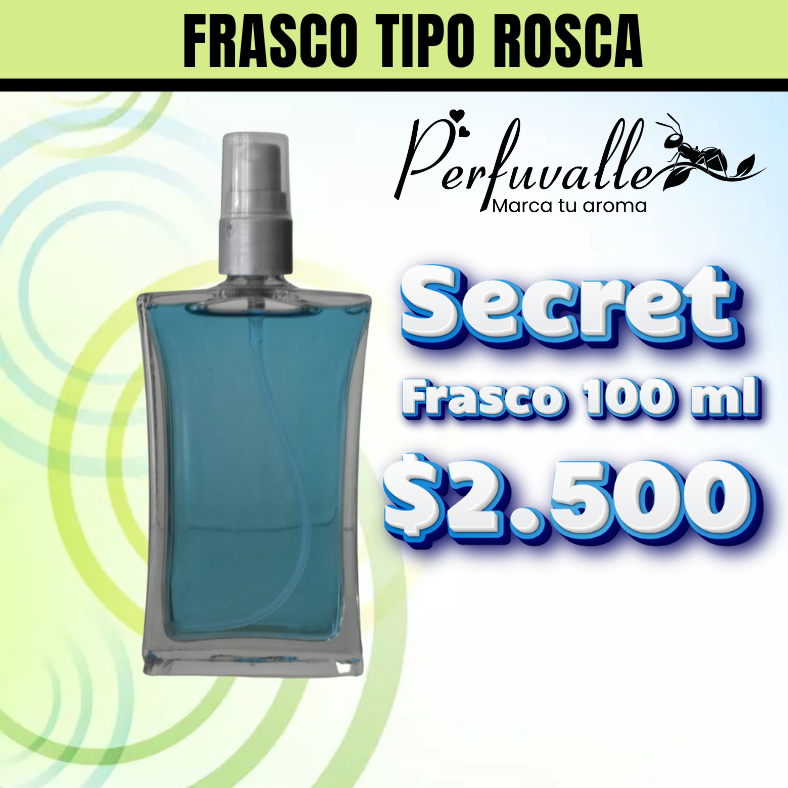 FRASCO TIPO ROSCA
Perfuvalle
Marca tu aroma
Secret
Frasco 100 ml
$2.500